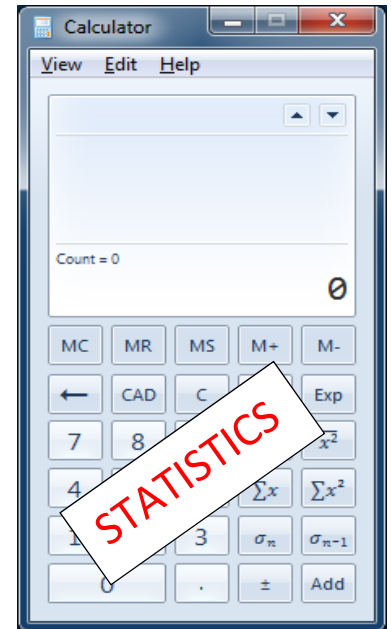 Calculator
View Edit Help
Count = 0
0
MC MR MS M+ M-
← CAD C Exp
7 8 x²
STATISTICS
4 ∑x ∑x²
1 3 σn σn-1
0 . ± Add